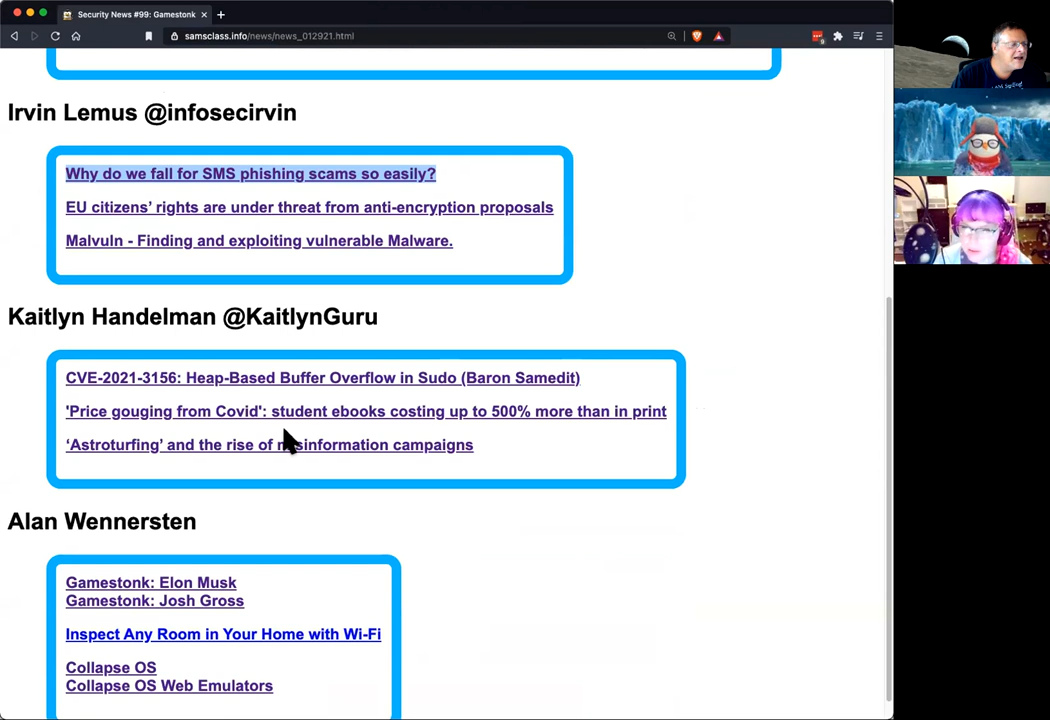 Security News #99: Gamestonk
samsclass.info/news/news_012921.html
Irvin Lemus @infosecirvin
Why do we fall for SMS phishing scams so easily?
EU citizens’ rights are under threat from anti-encryption proposals
Malvuln - Finding and exploiting vulnerable Malware.
Kaitlyn Handelman @KaitlynGuru
CVE-2021-3156: Heap-Based Buffer Overflow in Sudo (Baron Samedit)
'Price gouging from Covid': student ebooks costing up to 500% more than in print
‘Astroturfing’ and the rise of misinformation campaigns
Alan Wennersten
Gamestonk: Elon Musk
Gamestonk: Josh Gross
Inspect Any Room in Your Home with Wi-Fi
Collapse OS
Collapse OS Web Emulators